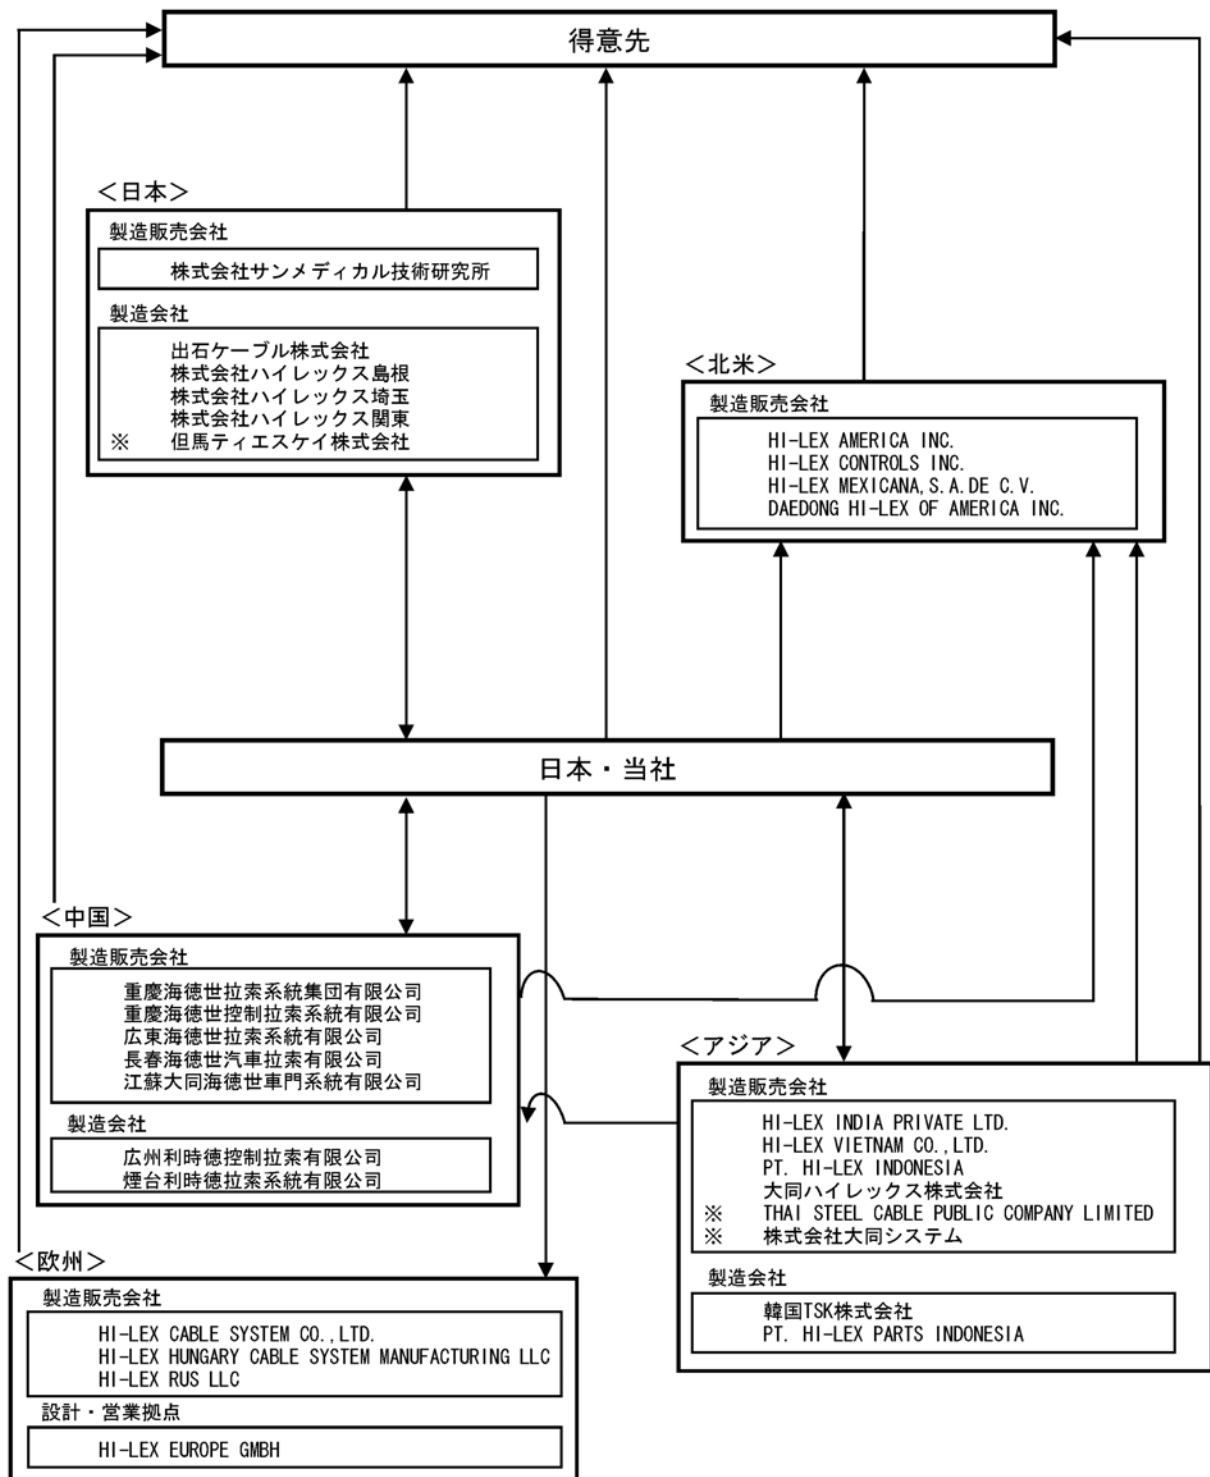 得意先
＜日本＞
製造販売会社
株式会社サンメディカル技術研究所
製造会社
出石ケーブル株式会社
株式会社ハイレックス島根
株式会社ハイレックス埼玉
株式会社ハイレックス関東
※ 但馬ティエスケイ株式会社
＜北米＞
製造販売会社
HI-LEX AMERICA INC.
HI-LEX CONTROLS INC.
HI-LEX MEXICANA,S.A.DE C.V.
DAEDONG HI-LEX OF AMERICA INC.
日本・当社
＜中国＞
製造販売会社
重慶海徳世拉索系統集団有限公司
重慶海徳世控制拉索系統有限公司
広東海徳世拉索系統有限公司
長春海徳世汽車拉索有限公司
江蘇大同海徳世車門系統有限公司
製造会社
広州利時徳控制拉索有限公司
煙台利時徳拉索系統有限公司
＜アジア＞
製造販売会社
HI-LEX INDIA PRIVATE LTD.
HI-LEX VIETNAM CO.,LTD.
PT. HI-LEX INDONESIA
大同ハイレックス株式会社
※ THAI STEEL CABLE PUBLIC COMPANY LIMITED
※ 株式会社大同システム
製造会社
韓国TSK株式会社
PT. HI-LEX PARTS INDONESIA
＜欧州＞
製造販売会社
HI-LEX CABLE SYSTEM CO.,LTD.
HI-LEX HUNGARY CABLE SYSTEM MANUFACTURING LLC
HI-LEX RUS LLC
設計・営業拠点
HI-LEX EUROPE GMBH